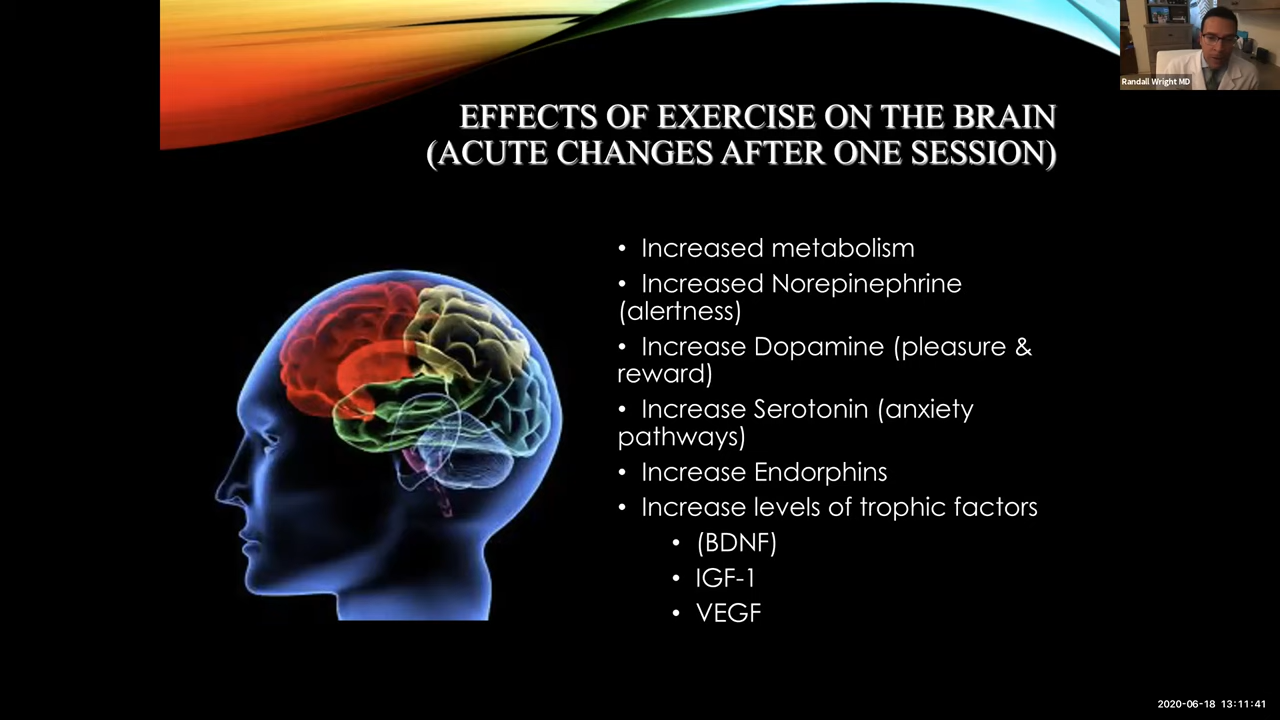 Randall Wright MD
EFFECTS OF EXERCISE ON THE BRAIN
(ACUTE CHANGES AFTER ONE SESSION)
• Increased metabolism
• Increased Norepinephrine
(alertness)
• Increase Dopamine (pleasure &
reward)
• Increase Serotonin (anxiety
pathways)
• Increase Endorphins
• Increase levels of trophic factors
• (BDNF)
• IGF-1
• VEGF
2020-06-18 13:11:41